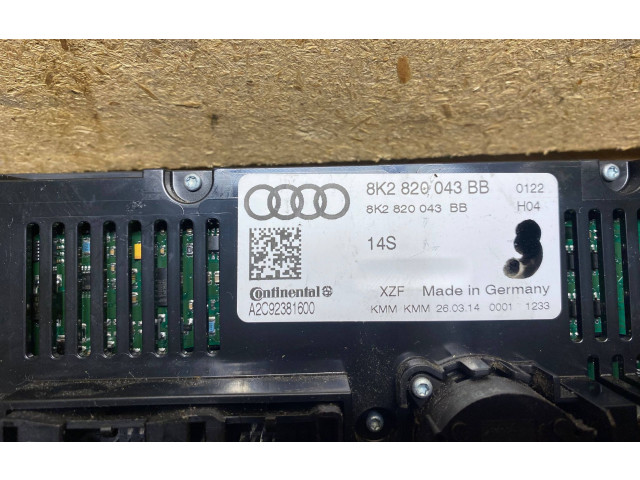 8K2 820 043 BB 0122
8K2 820 043 BB H04
14S
Continental
XZF Made in Germany
A2C92381600
KMM KMM 26.03.14 0001 1233